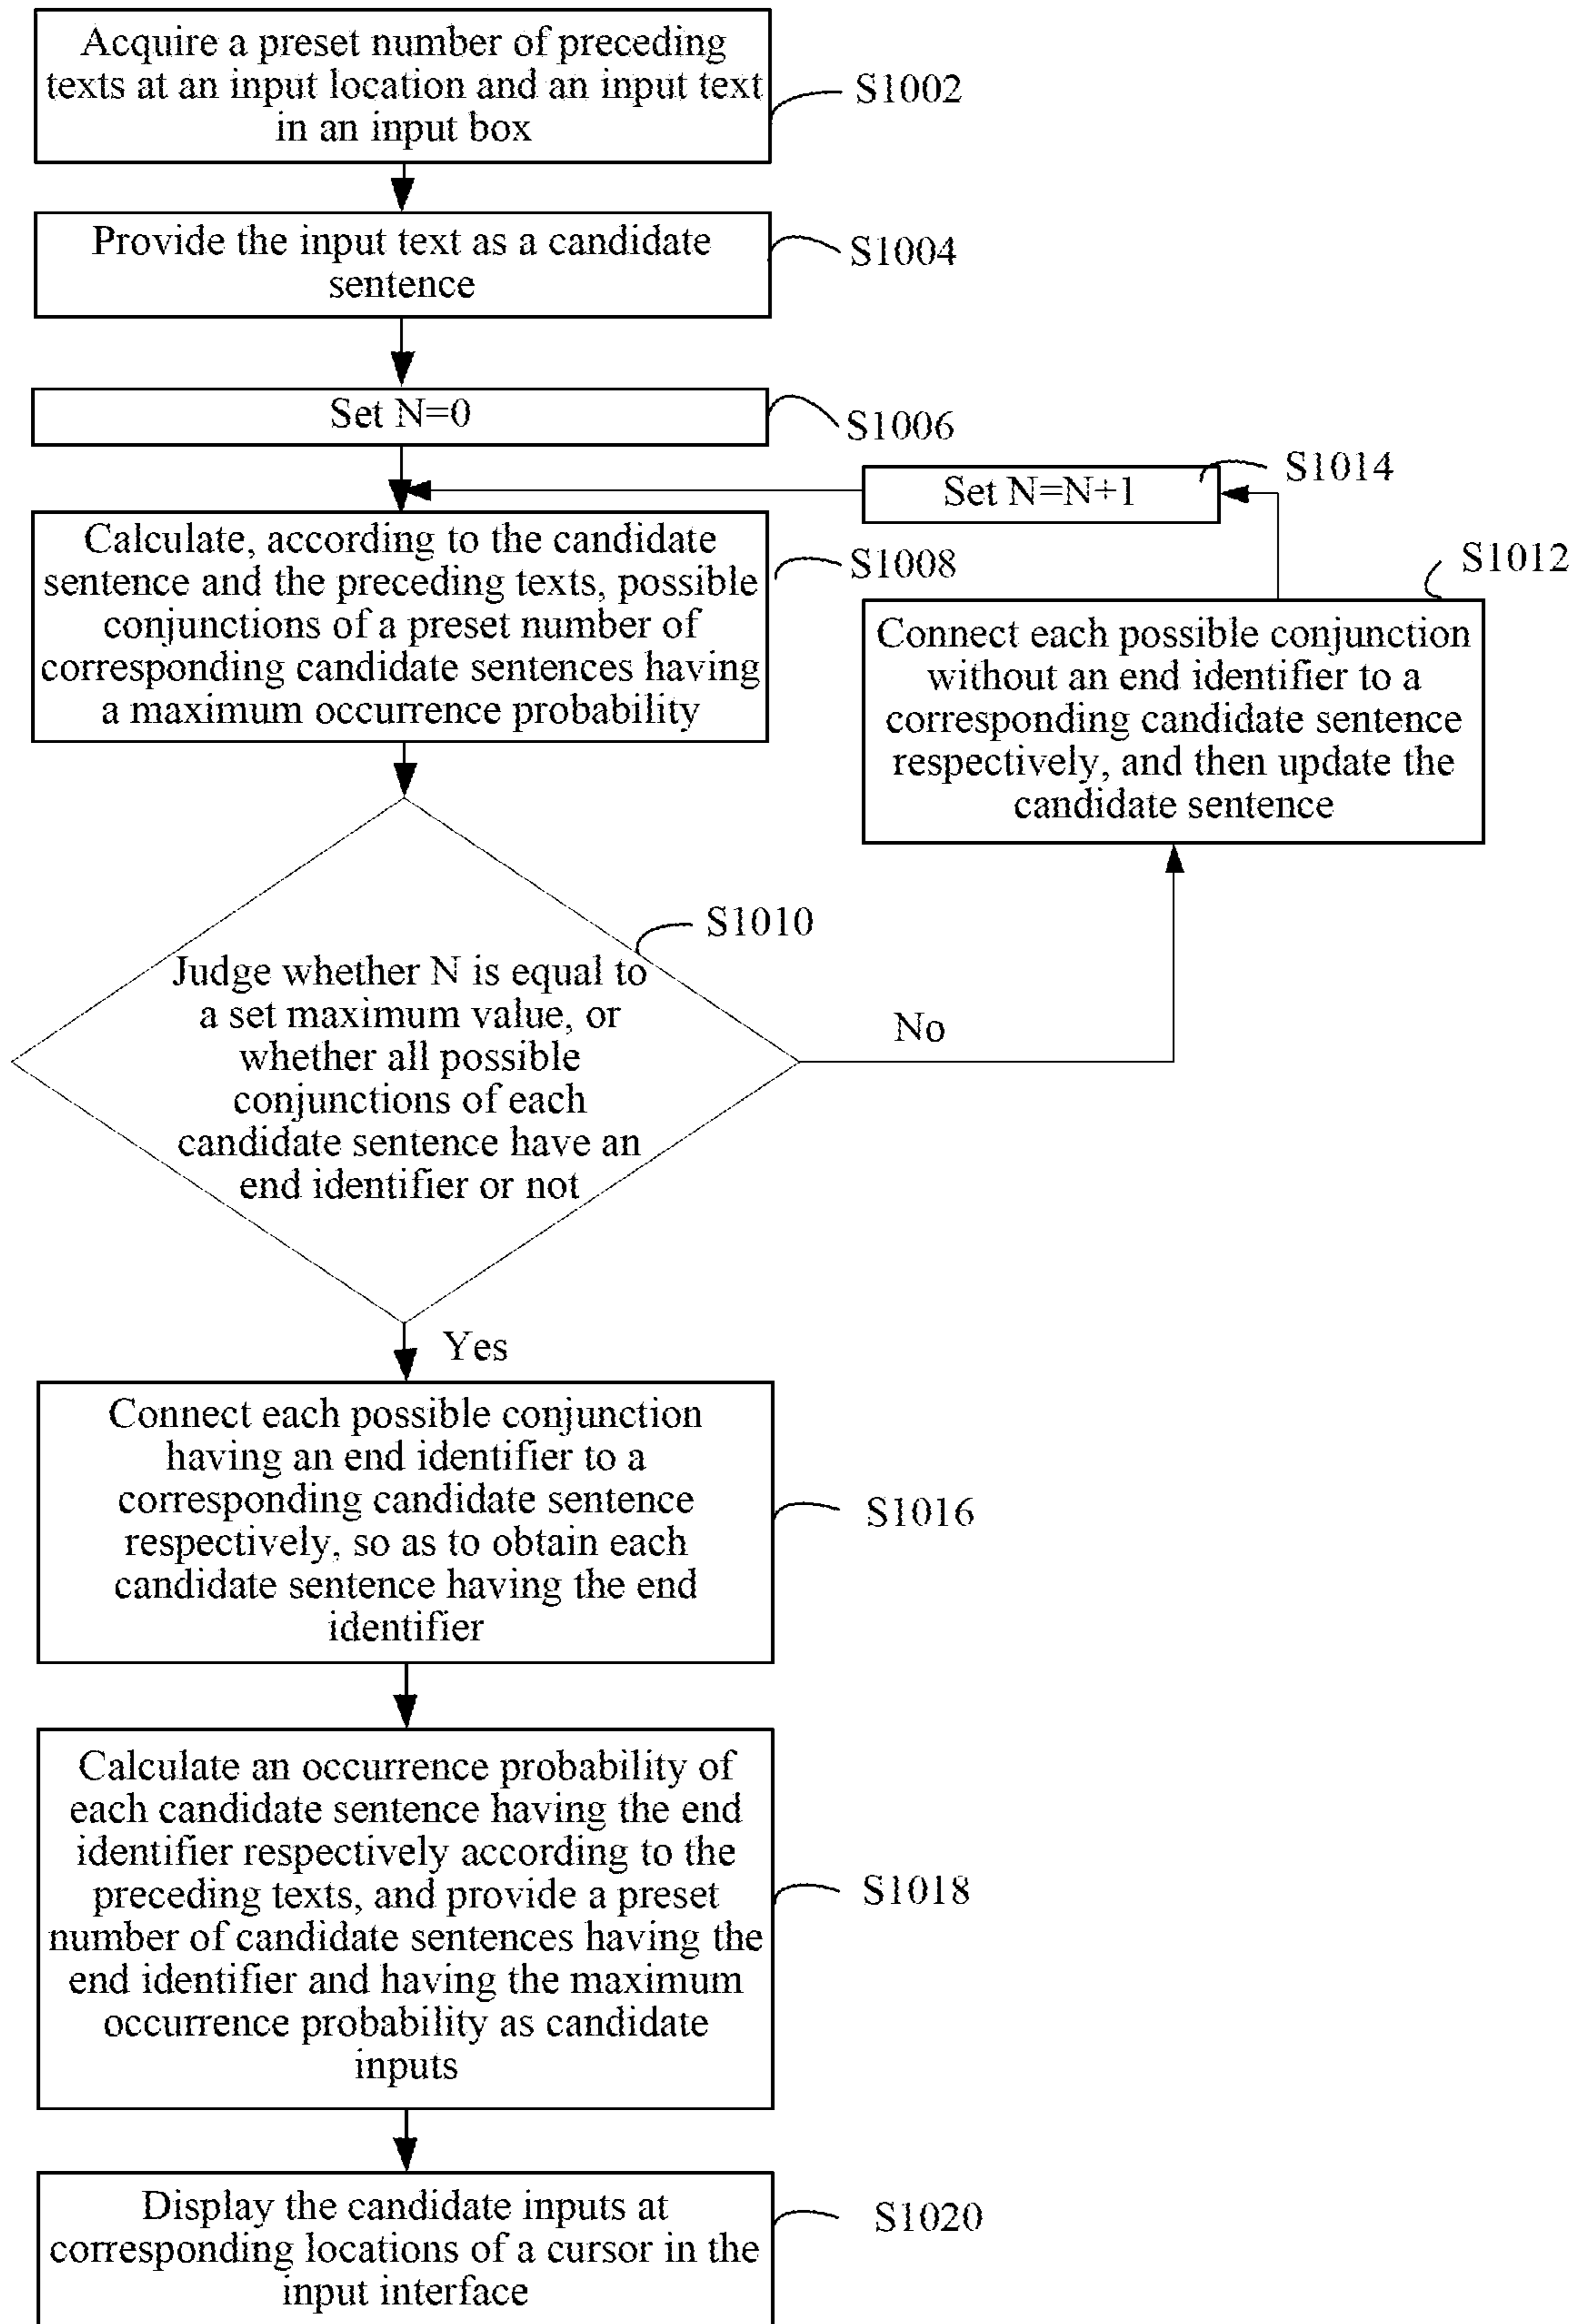 Acquire a preset number of preceding
texts at an input location and an input text
in an input box
S1002
Provide the input text as a candidate
sentence
S1004
Set N=0
S1006
Set N=N+1
S1014
Calculate, according to the candidate
sentence and the preceding texts, possible
conjunctions of a preset number of
corresponding candidate sentences having
a maximum occurrence probability
S1008
S1012
Connect each possible conjunction
without an end identifier to a
corresponding candidate sentence
respectively, and then update the
candidate sentence
S1010
Judge whether N is equal to
a set maximum value, or
whether all possible
conjunctions of each
candidate sentence have an
end identifier or not
No
Yes
Connect each possible conjunction
having an end identifier to a
corresponding candidate sentence
respectively, so as to obtain each
candidate sentence having the end
identifier
S1016
Calculate an occurrence probability of
each candidate sentence having the end
identifier respectively according to the
preceding texts, and provide a preset
number of candidate sentences having the
end identifier and having the maximum
occurrence probability as candidate
inputs
S1018
Display the candidate inputs at
corresponding locations of a cursor in the
input interface
S1020